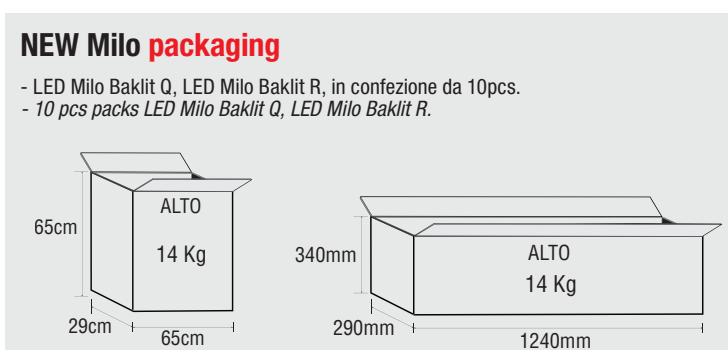 NEW Milo packaging
- LED Milo Baklit Q, LED Milo Baklit R, in confezione da 10pcs.
- 10 pcs packs LED Milo Baklit Q, LED Milo Baklit R.
65cm
ALTO
14 Kg
29cm
65cm
340mm
ALTO
14 Kg
290mm
1240mm